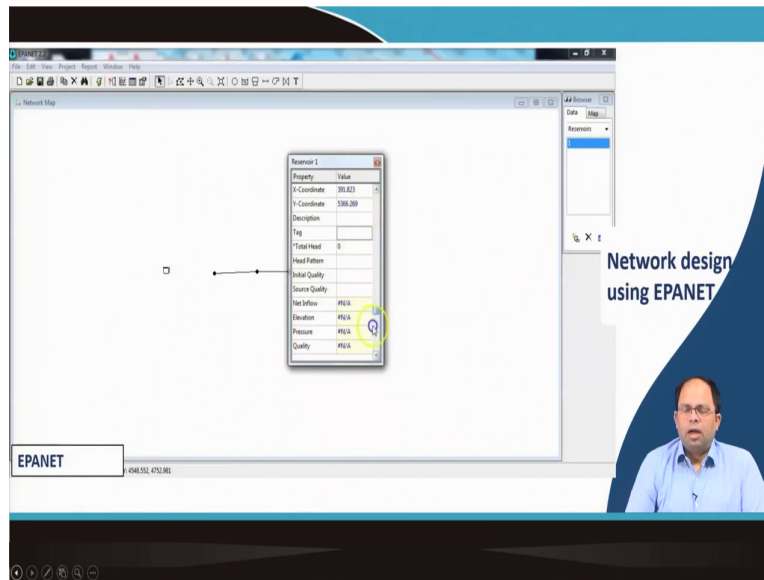 EPANET 2.2
File Edit View Project Report Window Help
Network Map
Browser
Data Map
Reservoirs
1
Reservoir 1
Property Value
X-Coordinate 391.823
Y-Coordinate 5366.269
Description
Tag
*Total Head 0
Head Pattern
Initial Quality
Source Quality
Net Inflow #N/A
Elevation #N/A
Pressure #N/A
Quality #N/A
Network design
using EPANET
EPANET
4548.552, 4752.981